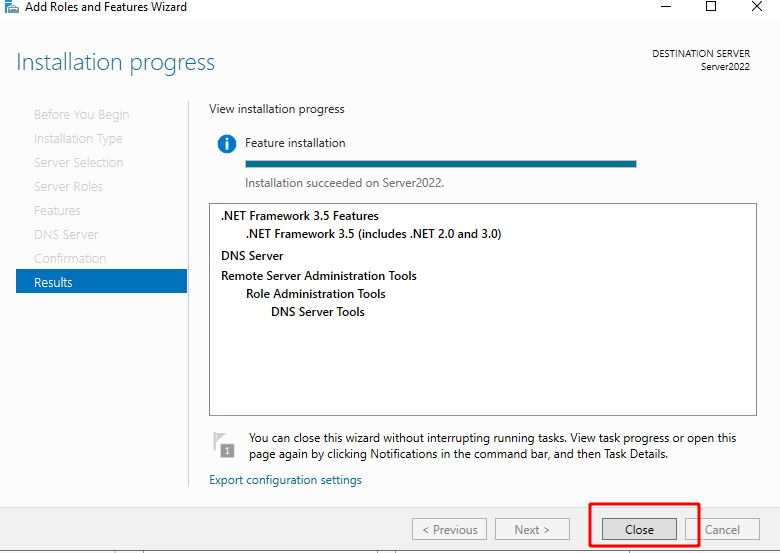 Add Roles and Features Wizard
Installation progress
DESTINATION SERVER
Server2022
Before You Begin
Installation Type
Server Selection
Server Roles
Features
DNS Server
Confirmation
Results
View installation progress
Feature installation
Installation succeeded on Server2022.
.NET Framework 3.5 Features
.NET Framework 3.5 (includes .NET 2.0 and 3.0)
DNS Server
Remote Server Administration Tools
Role Administration Tools
DNS Server Tools
1
You can close this wizard without interrupting running tasks. View task progress or open this
page again by clicking Notifications in the command bar, and then Task Details.
Export configuration settings
< Previous
Next >
Close
Cancel